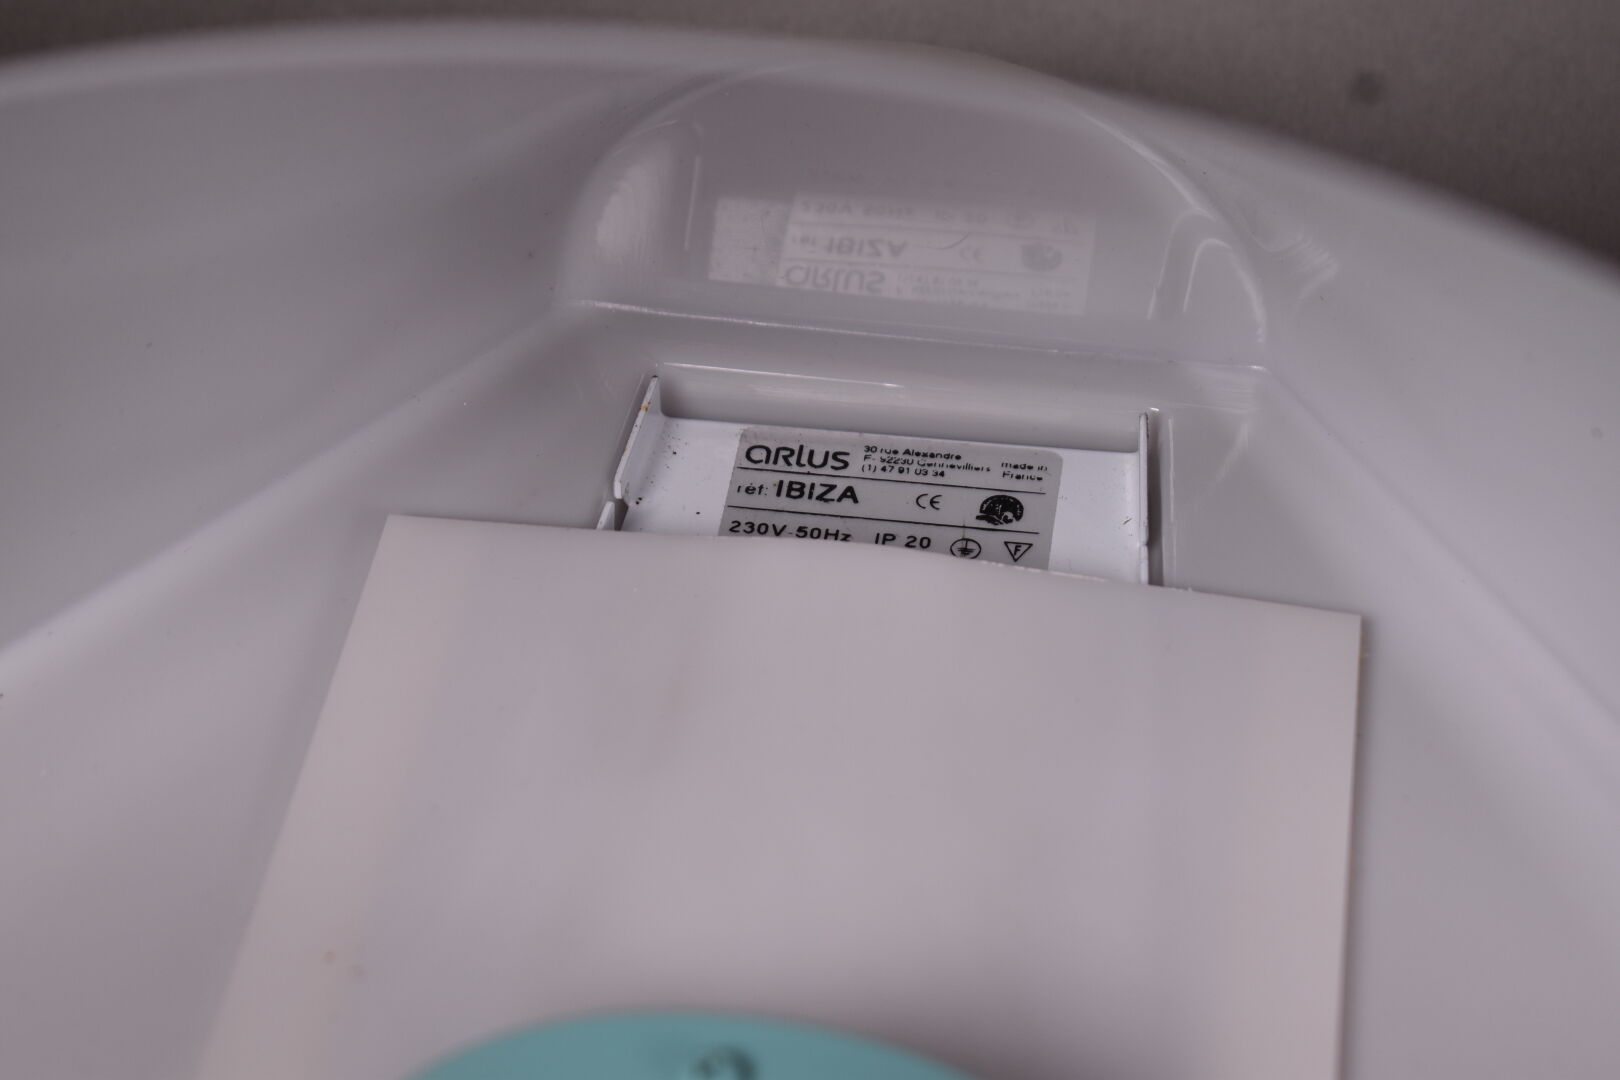 arlus
30 rue Alexandre
F- 92230 Gennevilliers
(1) 47 91 03 34
made in
France
réf: IBIZA
CE
230V-50Hz IP 20
F